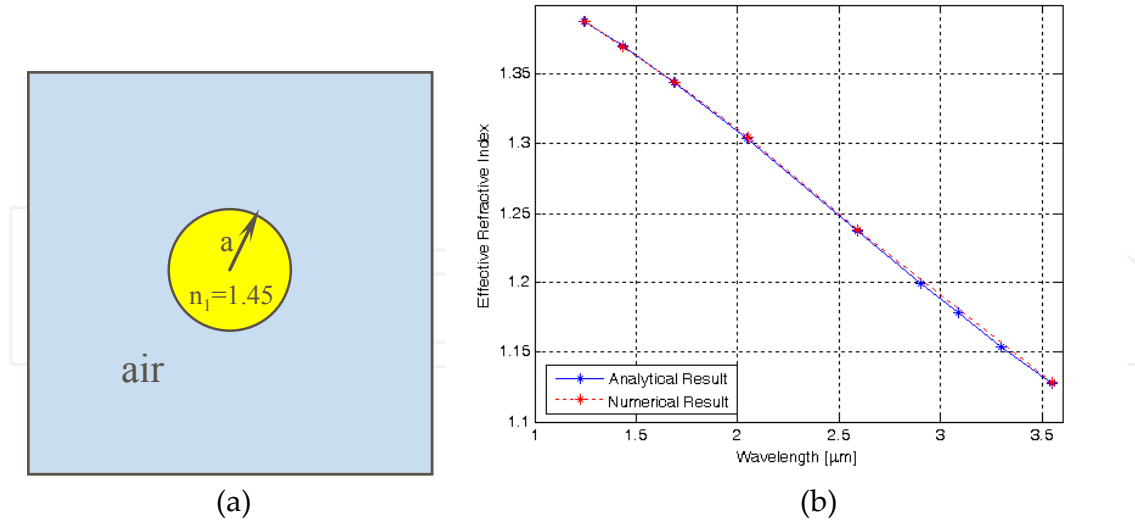 a
n₁=1.45
air
(a)
Effective Refractive Index
1.35
1.3
1.25
1.2
1.15
1.1
Analytical Result
Numerical Result
1
1.5
2
2.5
3
3.5
Wavelength [µm]
(b)